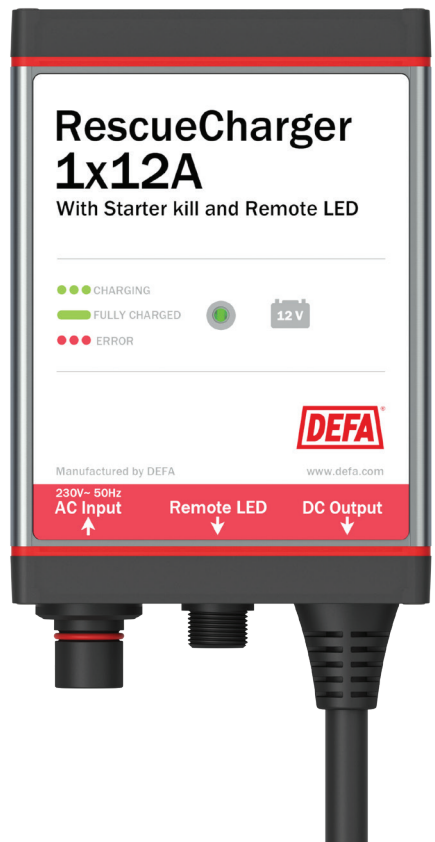 RescueCharger
1x12A
With Starter kill and Remote LED
CHARGING
FULLY CHARGED
12 V
ERROR
DEFA®
Manufactured by DEFA
www.defa.com
230V~ 50Hz
AC Input
Remote LED
DC Output